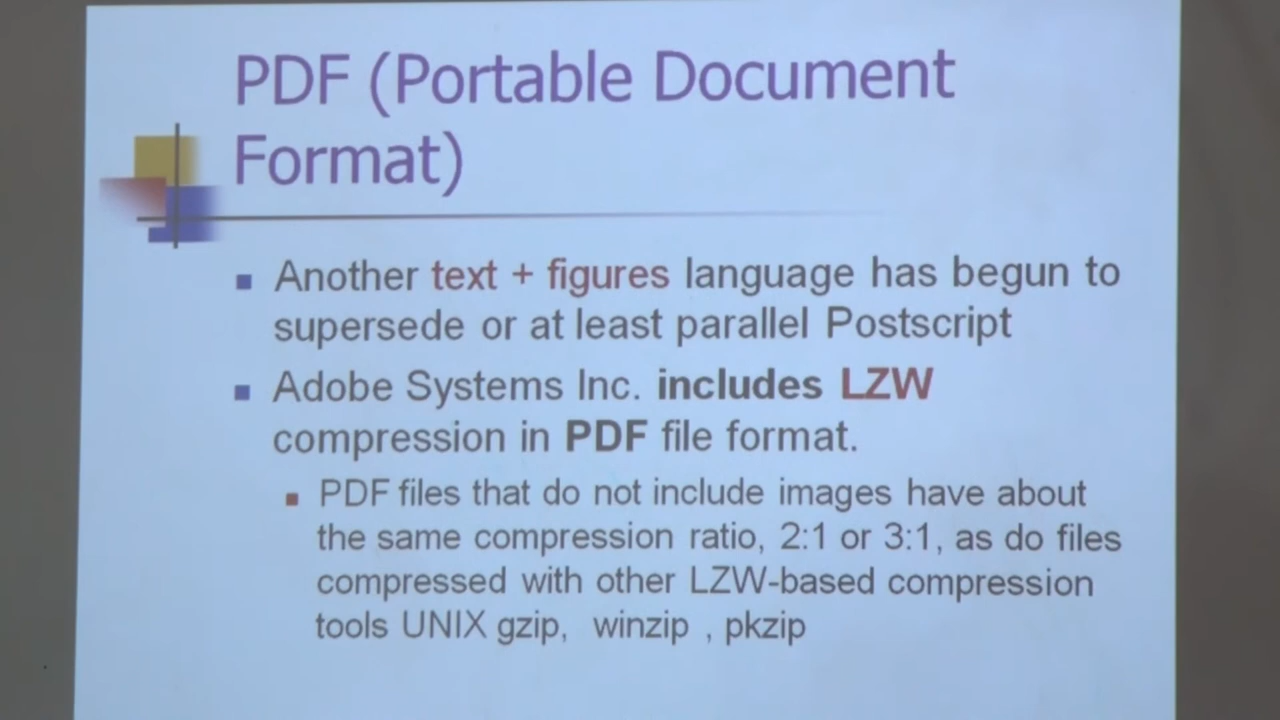 PDF (Portable Document
Format)
Another text + figures language has begun to
supersede or at least parallel Postscript
Adobe Systems Inc. includes LZW
compression in PDF file format.
PDF files that do not include images have about
the same compression ratio, 2:1 or 3:1, as do files
compressed with other LZW-based compression
tools UNIX gzip, winzip , pkzip